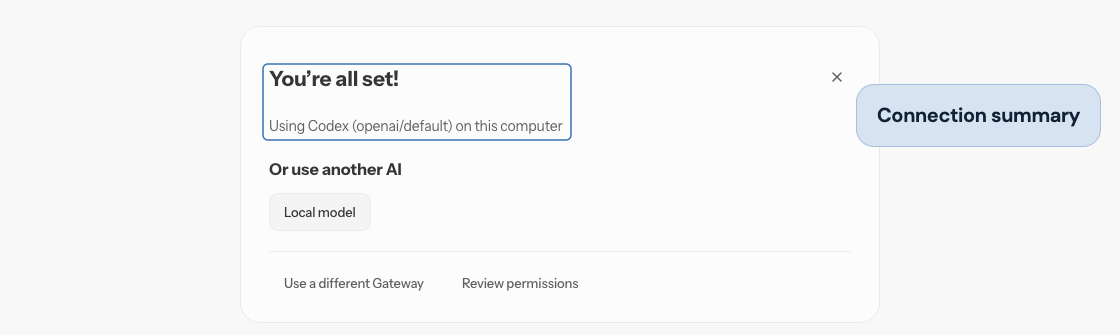 You’re all set!
Connection summary
Using Codex (openai/default) on this computer
Or use another AI
Local model
Use a different Gateway
Review permissions